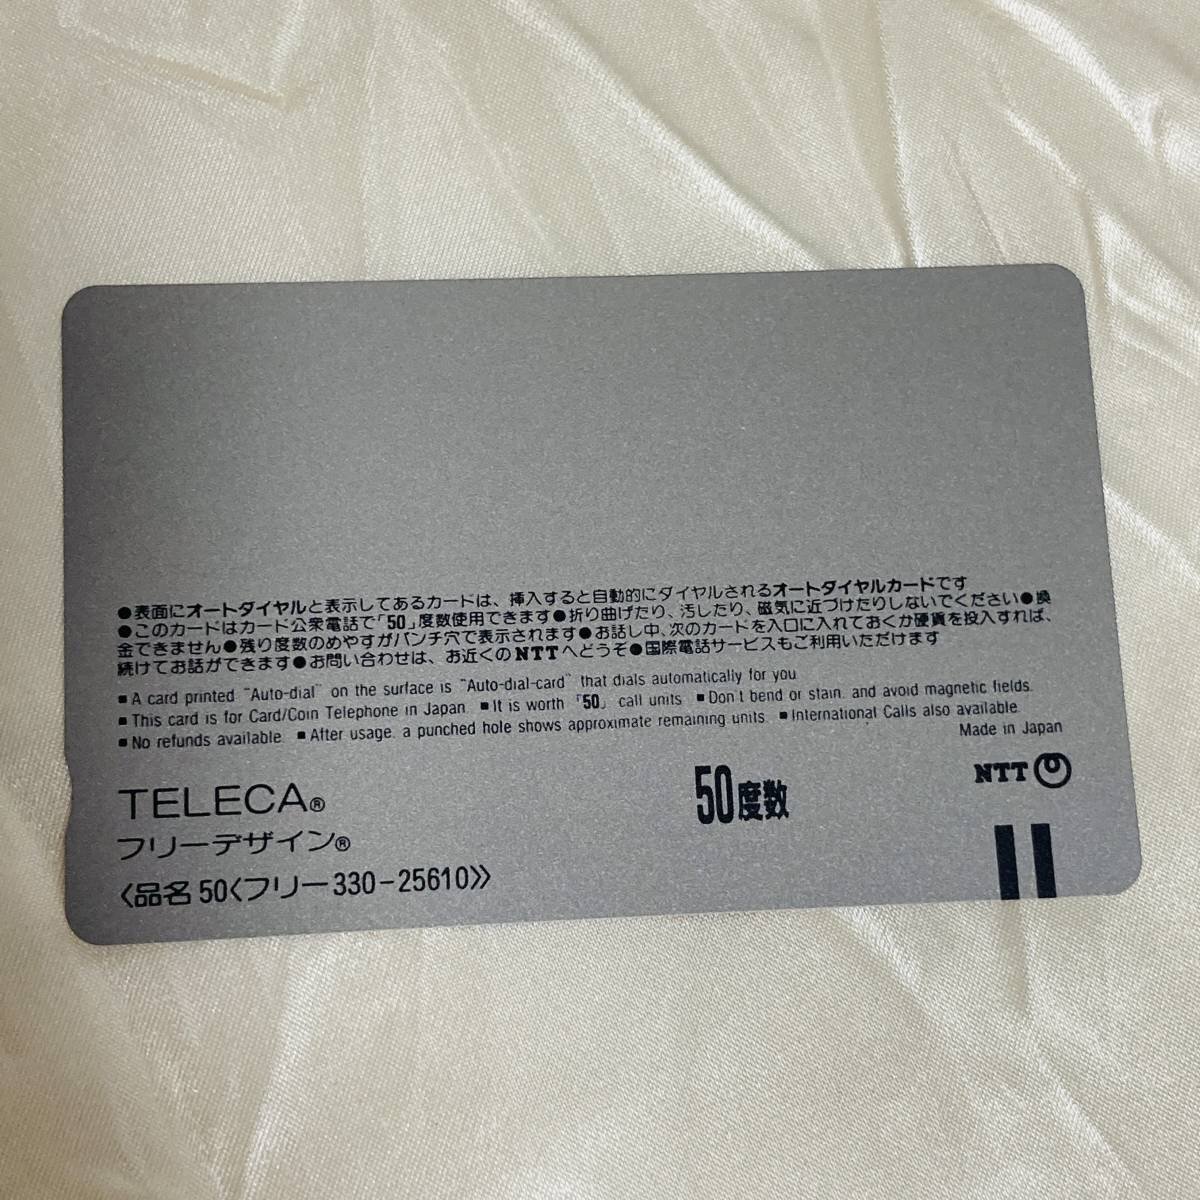 ●表面にオートダイヤルと表示してあるカードは、挿入すると自動的にダイヤルされるオートダイヤルカードです
●このカードはカード公衆電話で「50」度数使用できます●折り曲げたり、汚したり、磁気に近づけたりしないでください●換
金できません●残り度数のめやすがパンチ穴で表示されます●お話し中、次のカードを入口に入れておくか硬貨を投入すれば、
続けてお話ができます●お問い合わせは、お近くのNTTへどうぞ●国際電話サービスもご利用いただけます
■A card printed "Auto-dial" on the surface is "Auto-dial-card" that dials automatically for you
■This card is for Card/Coin Telephone in Japan. ■It is worth「50」call units. ■Don't bend or stain. and avoid magnetic fields.
■No refunds available. ■After usage. a punched hole shows approximate remaining units. ■International Calls also available.
Made in Japan
TELECA®
50度数
NTT
フリーデザイン®
〈品名 50〈フリー330-25610〉〉